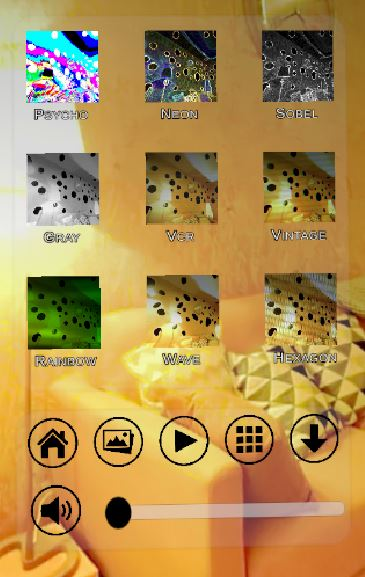 Psycho
Neon
Sobel
Gray
Vcr
Vintage
Rainbow
Wave
Hexagon